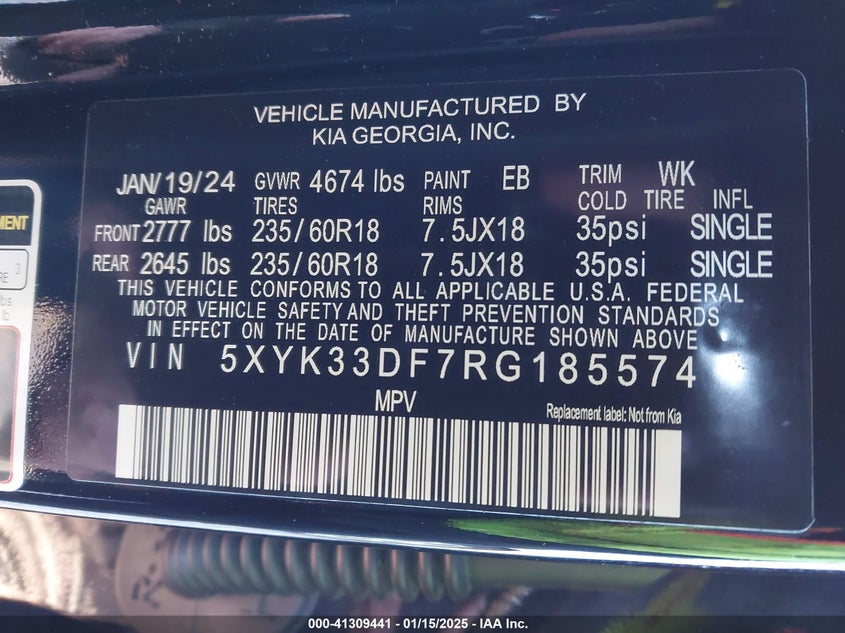 VEHICLE MANUFACTURED BY
KIA GEORGIA, INC.
JAN/19/24 GVWR 4674 lbs PAINT EB TRIM WK
GAWR TIRES RIMS COLD TIRE INFL
FRONT 2777 lbs 235/60R18 7.5JX18 35psi SINGLE
REAR 2645 lbs 235/60R18 7.5JX18 35psi SINGLE
THIS VEHICLE CONFORMS TO ALL APPLICABLE U.S.A. FEDERAL
MOTOR VEHICLE SAFETY AND THEFT PREVENTION STANDARDS
IN EFFECT ON THE DATE OF MANUFACTURE SHOWN ABOVE
VIN 5XYK33DF7RG185574
MPV
Replacement label: Not from Kia
3
lbs.
lb.
000-41309441 - 01/15/2025 - IAA Inc.